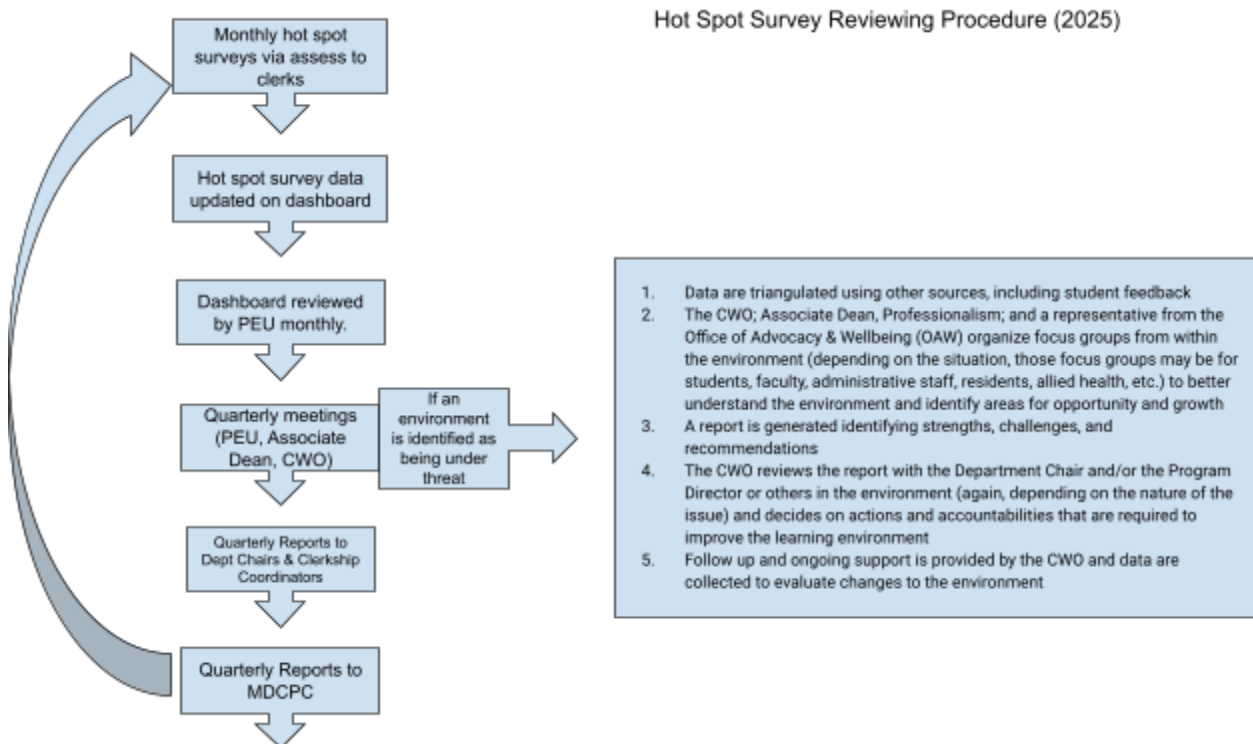 Hot Spot Survey Reviewing Procedure (2025)
Monthly hot spot
surveys via assess to
clerks
Hot spot survey data
updated on dashboard
Dashboard reviewed
by PEU monthly.
Quarterly meetings
(PEU, Associate
Dean, CWO)
If an
environment
is identified as
being under
threat
1. Data are triangulated using other sources, including student feedback
2. The CWO; Associate Dean, Professionalism; and a representative from the
Office of Advocacy & Wellbeing (OAW) organize focus groups from within
the environment (depending on the situation, those focus groups may be for
students, faculty, administrative staff, residents, allied health, etc.) to better
understand the environment and identify areas for opportunity and growth
3. A report is generated identifying strengths, challenges, and
recommendations
4. The CWO reviews the report with the Department Chair and/or the Program
Director or others in the environment (again, depending on the nature of the
issue) and decides on actions and accountabilities that are required to
improve the learning environment
5. Follow up and ongoing support is provided by the CWO and data are
collected to evaluate changes to the environment
Quarterly Reports to
Dept Chairs & Clerkship
Coordinators
Quarterly Reports to
MDCPC